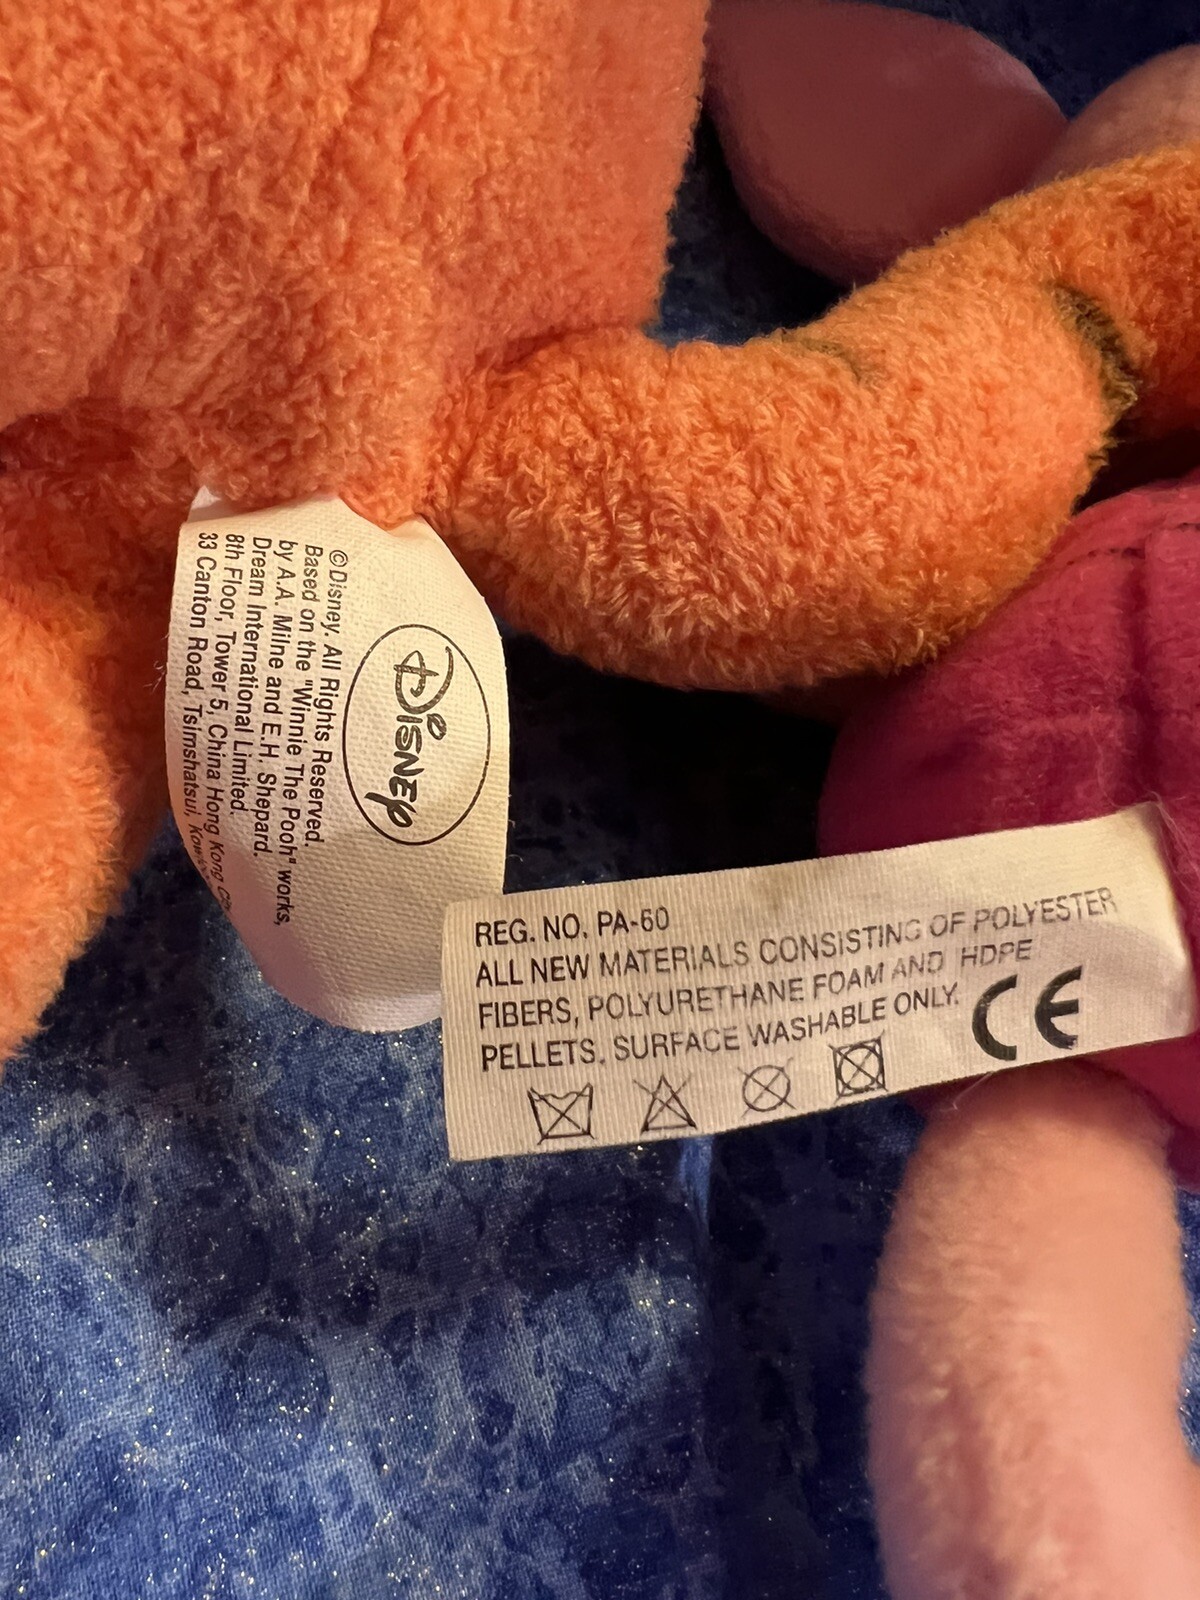 Disney
©Disney. All Rights Reserved.
Based on the "Winnie The Pooh" works,
by A.A. Milne and E.H. Shepard.
Dream International Limited.
8th Floor, Tower 5, China Hong Kong
33 Canton Road, Tsimshatsui,
REG. NO. PA-60
ALL NEW MATERIALS CONSISTING OF POLYESTER
FIBERS, POLYURETHANE FOAM AND HDPE
PELLETS. SURFACE WASHABLE ONLY.
CE